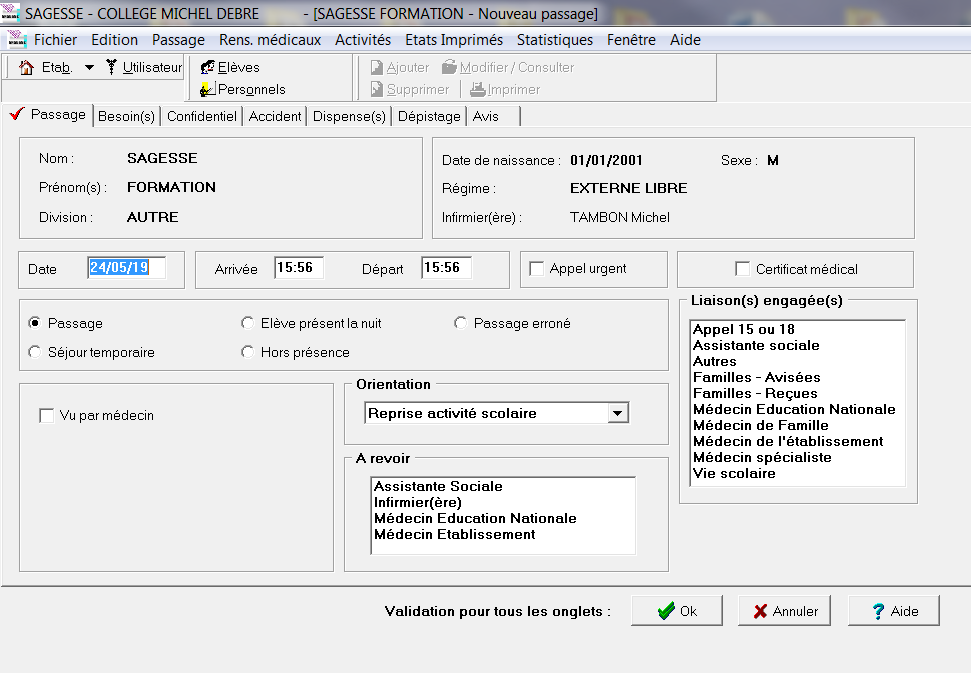 SAGESSE - COLLEGE MICHEL DEBRE - [SAGESSE FORMATION - Nouveau passage]
Fichier Edition Passage Rens. médicaux Activités Etats Imprimés Statistiques Fenêtre Aide
Etab. Utilisateur Elèves Ajouter Modifier / Consulter
Personnels Supprimer Imprimer
Passage Besoin(s) Confidentiel Accident Dispense(s) Dépistage Avis
Nom : SAGESSE
Prénom(s) : FORMATION
Division : AUTRE
Date de naissance : 01/01/2001 Sexe : M
Régime : EXTERNE LIBRE
Infirmier(ère) : TAMBON Michel
Date 24/05/19 Arrivée 15:56 Départ 15:56 Appel urgent Certificat médical
Passage Elève présent la nuit Passage erroné
Séjour temporaire Hors présence
Liaison(s) engagée(s)
Appel 15 ou 18
Assistante sociale
Autres
Familles - Avisées
Familles - Reçues
Médecin Education Nationale
Médecin de Famille
Médecin de l'établissement
Médecin spécialiste
Vie scolaire
Vu par médecin
Orientation
Reprise activité scolaire
A revoir
Assistante Sociale
Infirmier(ère)
Médecin Education Nationale
Médecin Etablissement
Validation pour tous les onglets : Ok Annuler Aide